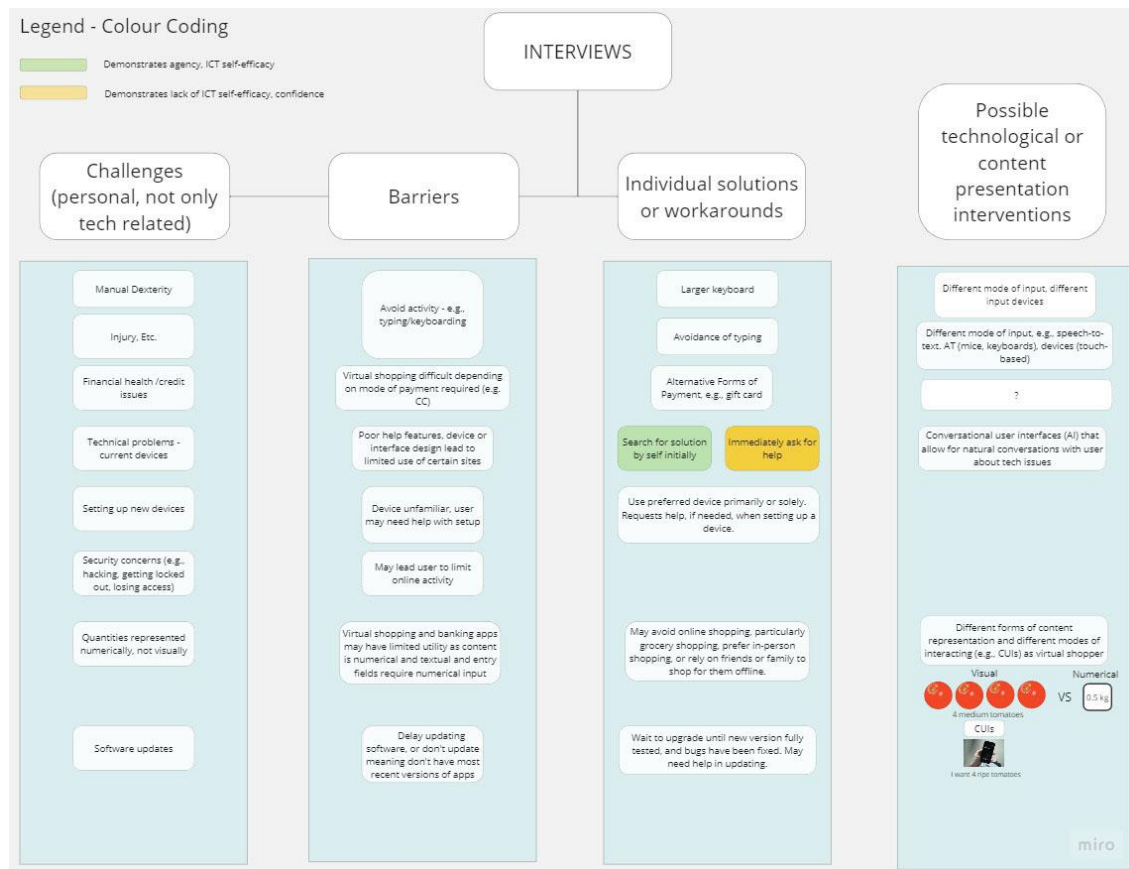 Legend - Colour Coding
Demonstrates agency, ICT self-efficacy
Demonstrates lack of ICT self-efficacy, confidence
INTERVIEWS
Challenges
(personal, not only
tech related)
Barriers
Individual solutions
or workarounds
Possible
technological or
content
presentation
interventions
Manual Dexterity
Injury, Etc.
Financial health /credit
issues
Technical problems -
current devices
Setting up new devices
Security concerns (e.g.,
hacking, getting locked
out, losing access)
Quantities represented
numerically, not visually
Software updates
Avoid activity - e.g.,
typing/keyboarding
Virtual shopping difficult depending
on mode of payment required (e.g.
CC)
Poor help features, device or
interface design lead to
limited use of certain sites
Device unfamiliar, user
may need help with setup
May lead user to limit
online activity
Virtual shopping and banking apps
may have limited utility as content
is numerical and textual and entry
fields require numerical input
Delay updating
software, or don't update
meaning don't have most
recent versions of apps
Larger keyboard
Avoidance of typing
Alternative Forms of
Payment, e.g., gift card
Search for solution
by self initially
Immediately ask for
help
Use preferred device primarily or solely.
Requests help, if needed, when setting up a
device.
May avoid online shopping, particularly
grocery shopping, prefer in-person
shopping, or rely on friends or family to
shop for them offline.
Wait to upgrade until new version fully
tested, and bugs have been fixed. May
need help in updating.
Different mode of input, different
input devices
Different mode of input, e.g., speech-to-
text. AT (mice, keyboards), devices (touch-
based)
?
Conversational user interfaces (AI) that
allow for natural conversations with user
about tech issues
Different forms of content
representation and different modes of
interacting (e.g., CUIs) as virtual shopper
Visual
Numerical
VS
0.5 kg
4 medium tomatoes
CUIs
I want 4 ripe tomatoes
miro